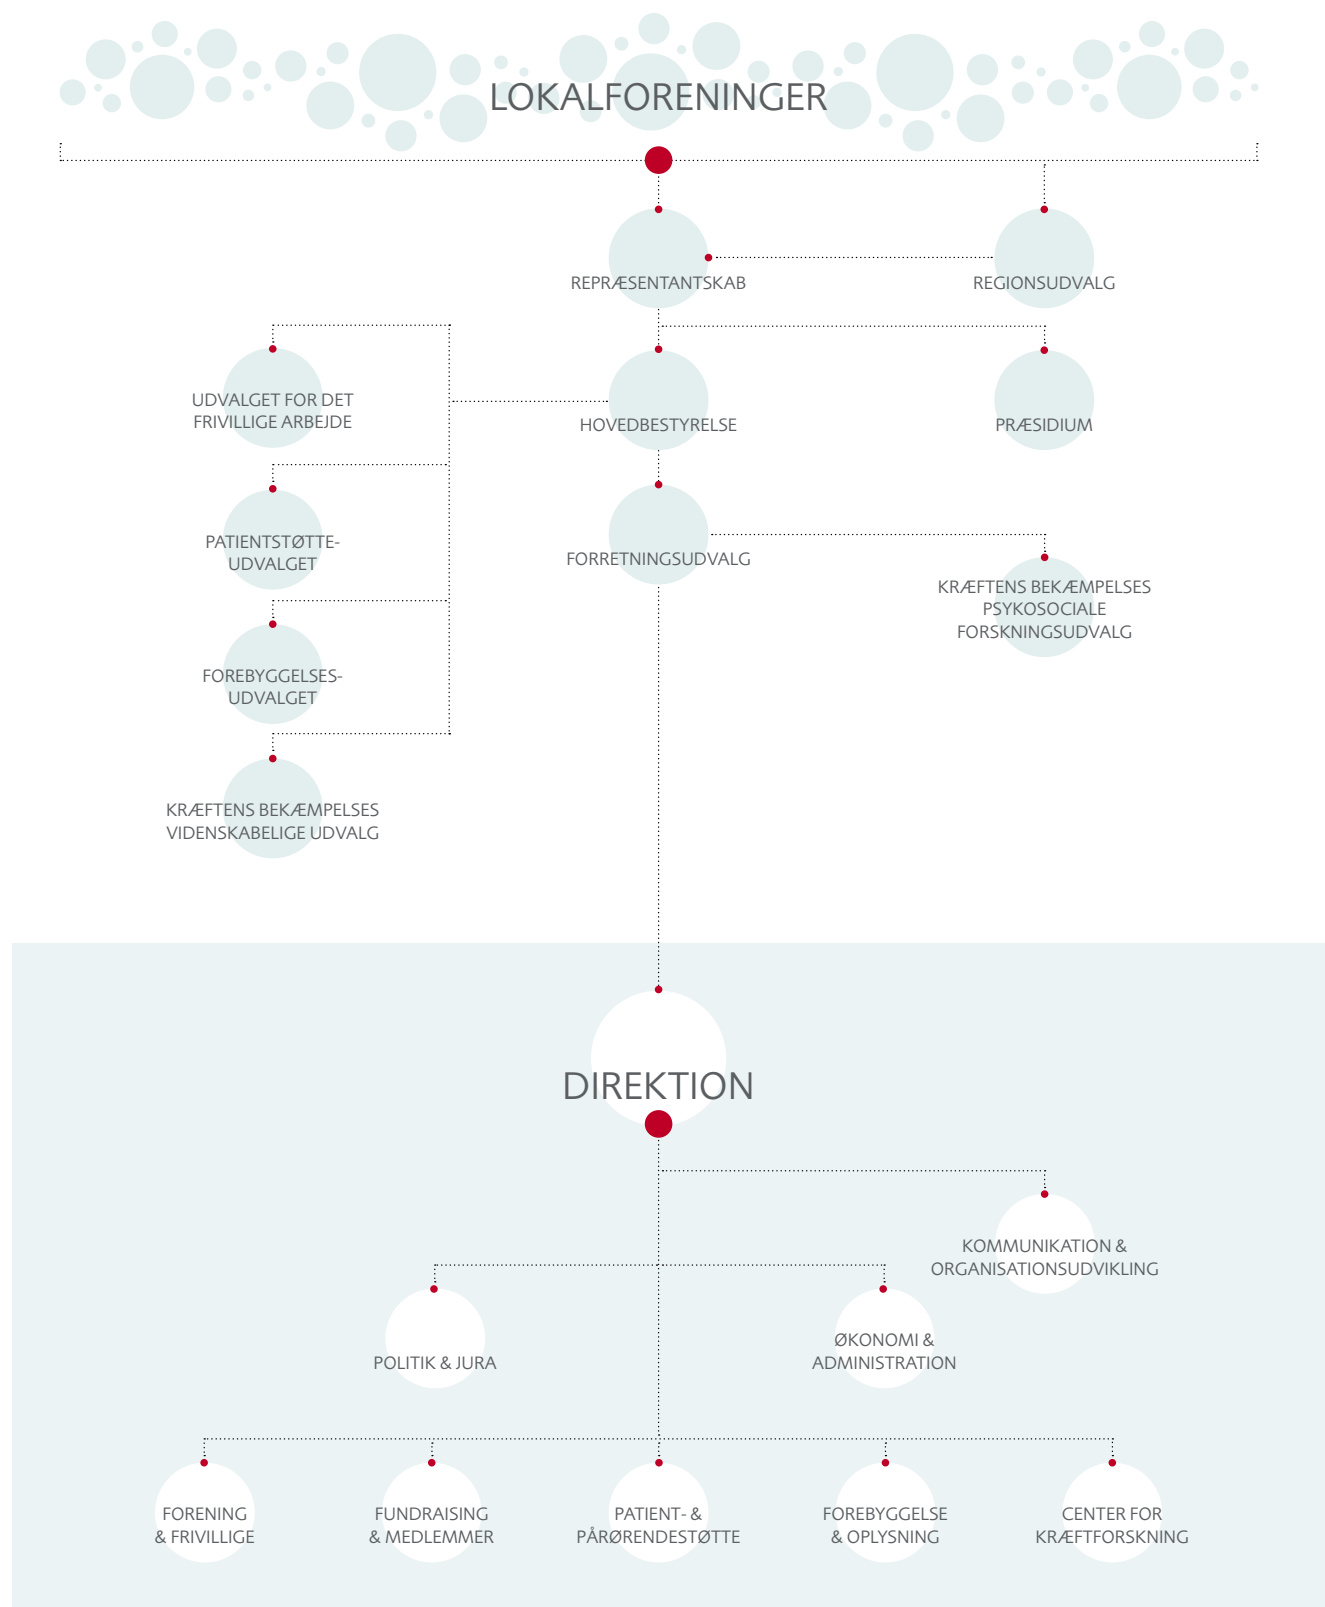 LOKALFORENINGER
REPRÆSENTANTSKAB
REGIONSUDVALG
UDVALGET FOR DET
FRIVILLIGE ARBEJDE
HOVEDBESTYRELSE
PRÆSIDIUM
PATIENTSTØTTE-
UDVALGET
FORRETNINGSUDVALG
KRÆFTENS BEKÆMPELSES
PSYKOSOCIALE
FORSKNINGSUDVALG
FOREBYGGELSES-
UDVALGET
KRÆFTENS BEKÆMPELSES
VIDENSKABELIGE UDVALG
DIREKTION
KOMMUNIKATION &
ORGANISATIONSUDVIKLING
POLITIK & JURA
ØKONOMI &
ADMINISTRATION
FORENING
& FRIVILLIGE
FUNDRAISING
& MEDLEMMER
PATIENT- &
PÅRØRENDESTØTTE
FOREBYGGELSE
& OPLYSNING
CENTER FOR
KRÆFTFORSKNING